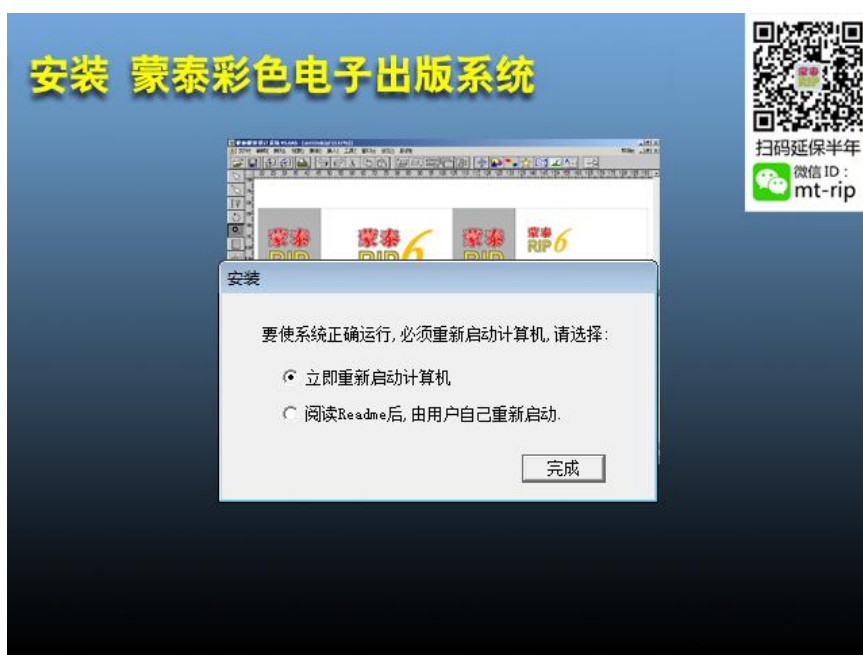 安装 蒙泰彩色电子出版系统
扫码延保半年
微信ID：
mt-rip
蒙泰
RIP
蒙泰
RIP 6
蒙泰
RIP
蒙泰
RIP 6
安装
要使系统正确运行,必须重新启动计算机,请选择:
立即重新启动计算机
阅读Readme后,由用户自己重新启动.
完成